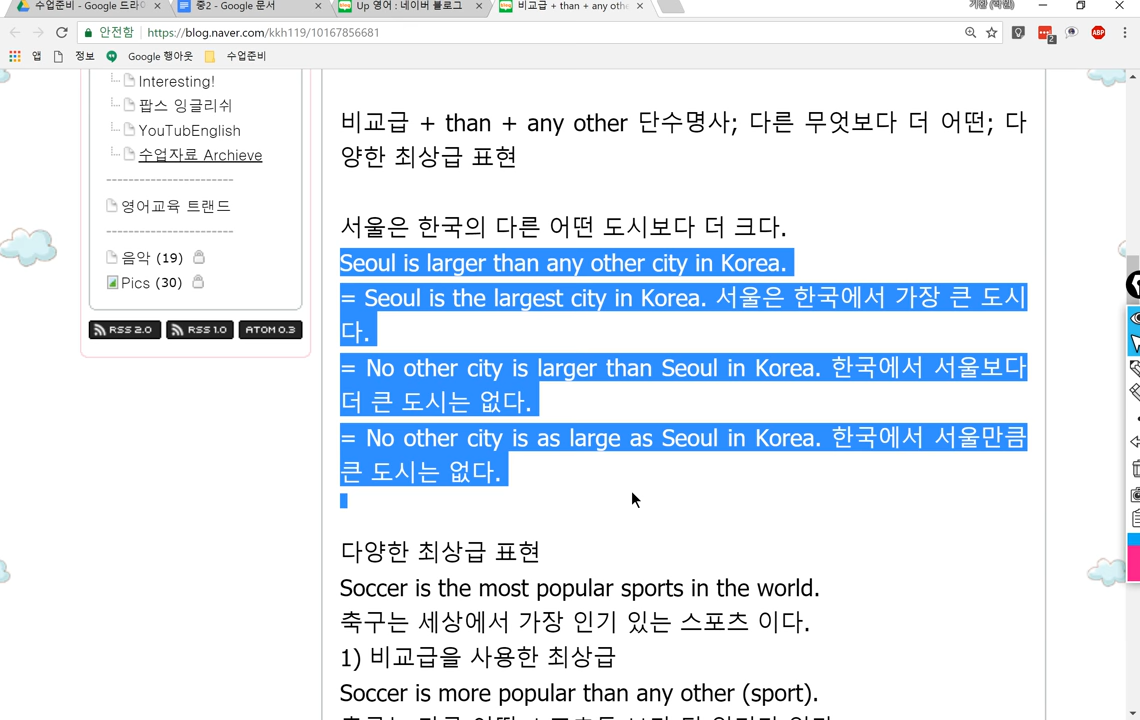 수업준비 - Google 드라이
중2 - Google 문서
Up 영어 : 네이버 블로그
비교급 + than + any othe
안전함
https://blog.naver.com/kkh119/10167856681
2
ABP
앱
정보
Google 행아웃
수업준비
Interesting!
팝스 잉글리쉬
YouTubEnglish
수업자료 Archieve
-----------------------
영어교육 트랜드
-----------------------
음악 (19)
Pics (30)
RSS 2.0
RSS 1.0
ATOM 0.3
비교급 + than + any other 단수명사; 다른 무엇보다 더 어떤; 다
양한 최상급 표현
서울은 한국의 다른 어떤 도시보다 더 크다.
Seoul is larger than any other city in Korea.
= Seoul is the largest city in Korea. 서울은 한국에서 가장 큰 도시
다.
= No other city is larger than Seoul in Korea. 한국에서 서울보다
더 큰 도시는 없다.
= No other city is as large as Seoul in Korea. 한국에서 서울만큼
큰 도시는 없다.
다양한 최상급 표현
Soccer is the most popular sports in the world.
축구는 세상에서 가장 인기 있는 스포츠 이다.
1) 비교급을 사용한 최상급
Soccer is more popular than any other (sport).